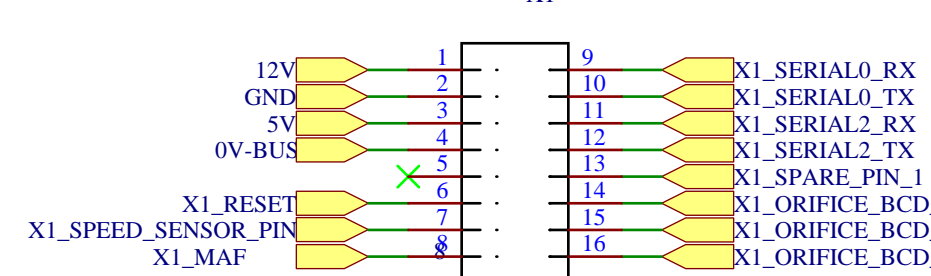 12V 1 9 X1_SERIAL0_RX
GND 2 10 X1_SERIAL0_TX
5V 3 11 X1_SERIAL2_RX
0V-BUS 4 12 X1_SERIAL2_TX
5 13 X1_SPARE_PIN_1
X1_RESET 6 14 X1_ORIFICE_BCD_
X1_SPEED_SENSOR_PIN 7 15 X1_ORIFICE_BCD_
X1_MAF 8 16 X1_ORIFICE_BCD_